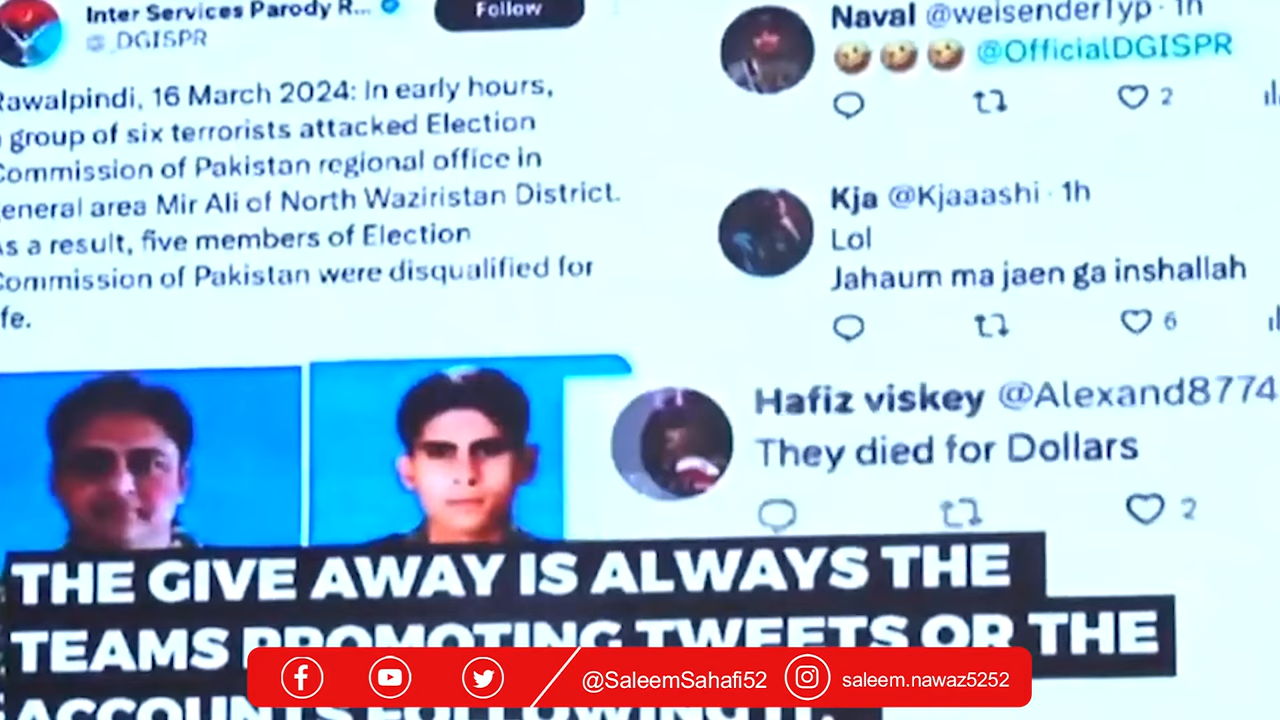 Inter Services Parody R...
Follow
@_DGISPR
Rawalpindi, 16 March 2024: In early hours,
group of six terrorists attacked Election
Commission of Pakistan regional office in
general area Mir Ali of North Waziristan District.
As a result, five members of Election
Commission of Pakistan were disqualified for
life.
Naval @weisenderTyp · 1h
🤣 🤣 🤣 @OfficialDGISPR
2
Kja @Kjaaashi · 1h
Lol
Jahaum ma jaen ga inshallah
6
Hafiz viskey @Alexand8774
They died for Dollars
2
THE GIVE AWAY IS ALWAYS THE
TEAMS PROMOTING TWEETS OR THE
ACCOUNTS FOLLOWING IT.
@SaleemSahafi52
saleem.nawaz5252